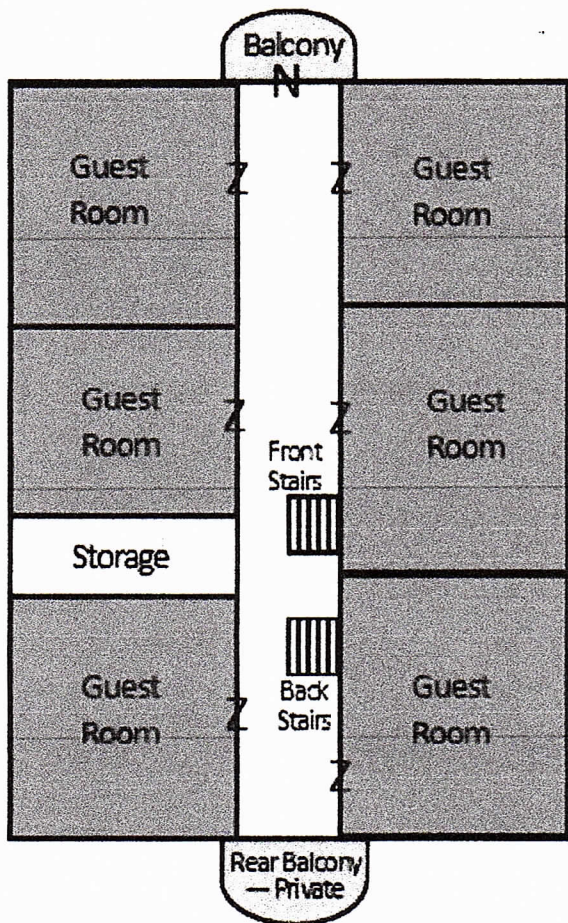 Balcony
N
Guest
Room
Z
Z
Guest
Room
Guest
Room
Z
Z
Guest
Room
Front
Stairs
Storage
Guest
Room
Z
Back
Stairs
Guest
Room
Z
Rear Balcony
— Private